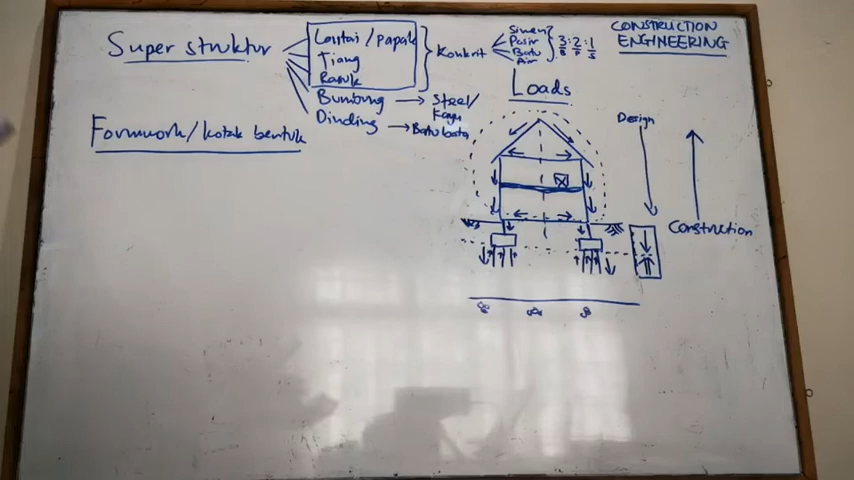 Super struktur
Lantai / papak
Tiang
Rasuk
Bumbung → Steel/
Kayu
Dinding → Batu bata
Konkrit
Simen
Pasir
Batu
Air
3 : 2 : 1
B P S
CONSTRUCTION
ENGINEERING
Formwork / kotak bentuk
Loads
Design
Construction